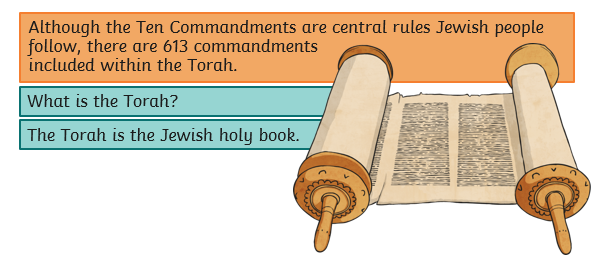 Although the Ten Commandments are central rules Jewish people
follow, there are 613 commandments
included within the Torah.
What is the Torah?
The Torah is the Jewish holy book.